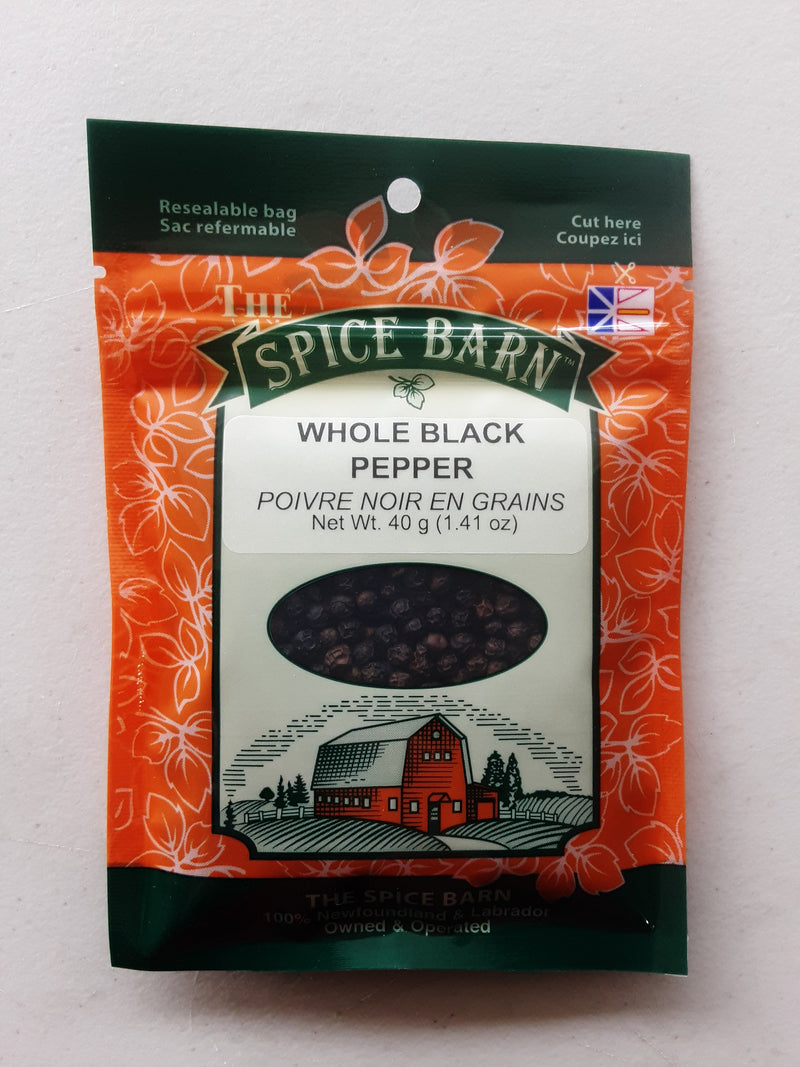 Resealable bag
Sac refermable
Cut here
Coupez ici
THE
SPICE BARN™
WHOLE BLACK
PEPPER
POIVRE NOIR EN GRAINS
Net Wt. 40 g (1.41 oz)
THE SPICE BARN
100% Newfoundland & Labrador
Owned & Operated